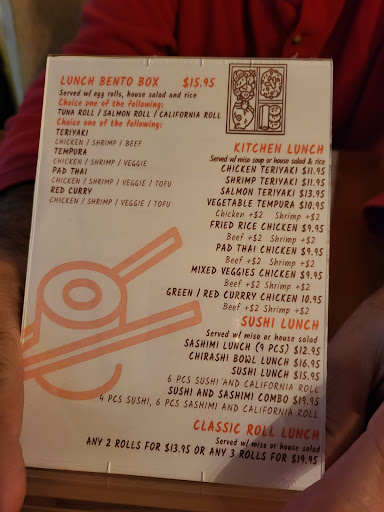 LUNCH BENTO BOX $15.95
Served w/ egg rolls, house salad and rice
Choice one of the following:
TUNA ROLL / SALMON ROLL / CALIFORNIA ROLL
Choice one of the following:
TERIYAKI
CHICKEN / SHRIMP / BEEF
TEMPURA
CHICKEN / SHRIMP / VEGGIE
PAD THAI
CHICKEN / SHRIMP / VEGGIE / TOFU
RED CURRY
CHICKEN / SHRIMP / VEGGIE / TOFU
KITCHEN LUNCH
Served w/ miso soup or house salad & rice
CHICKEN TERIYAKI $11.95
SHRIMP TERIYAKI $11.95
SALMON TERIYAKI $13.95
VEGETABLE TEMPURA $10.95
Chicken +$2 Shrimp +$2
FRIED RICE CHICKEN $9.95
Beef +$2 Shrimp +$2
PAD THAI CHICKEN $9.95
Beef +$2 Shrimp +$2
MIXED VEGGIES CHICKEN $9.95
Beef +$2 Shrimp +$2
GREEN / RED CURRRY CHICKEN 10.95
Beef +$2 Shrimp +$2
SUSHI LUNCH
Served w/ miso or house salad
SASHIMI LUNCH (9 PCS) $12.95
CHIRASHI BOWL LUNCH $16.95
SUSHI LUNCH $15.95
6 PCS SUSHI AND CALIFORNIA ROLL
SUSHI AND SASHIMI COMBO $19.95
4 PCS SUSHI, 6 PCS SASHIMI AND CALIFORNIA ROLL
CLASSIC ROLL LUNCH
Served w/ miso or house salad
ANY 2 ROLLS FOR $13.95 OR ANY 3 ROLLS FOR $19.95